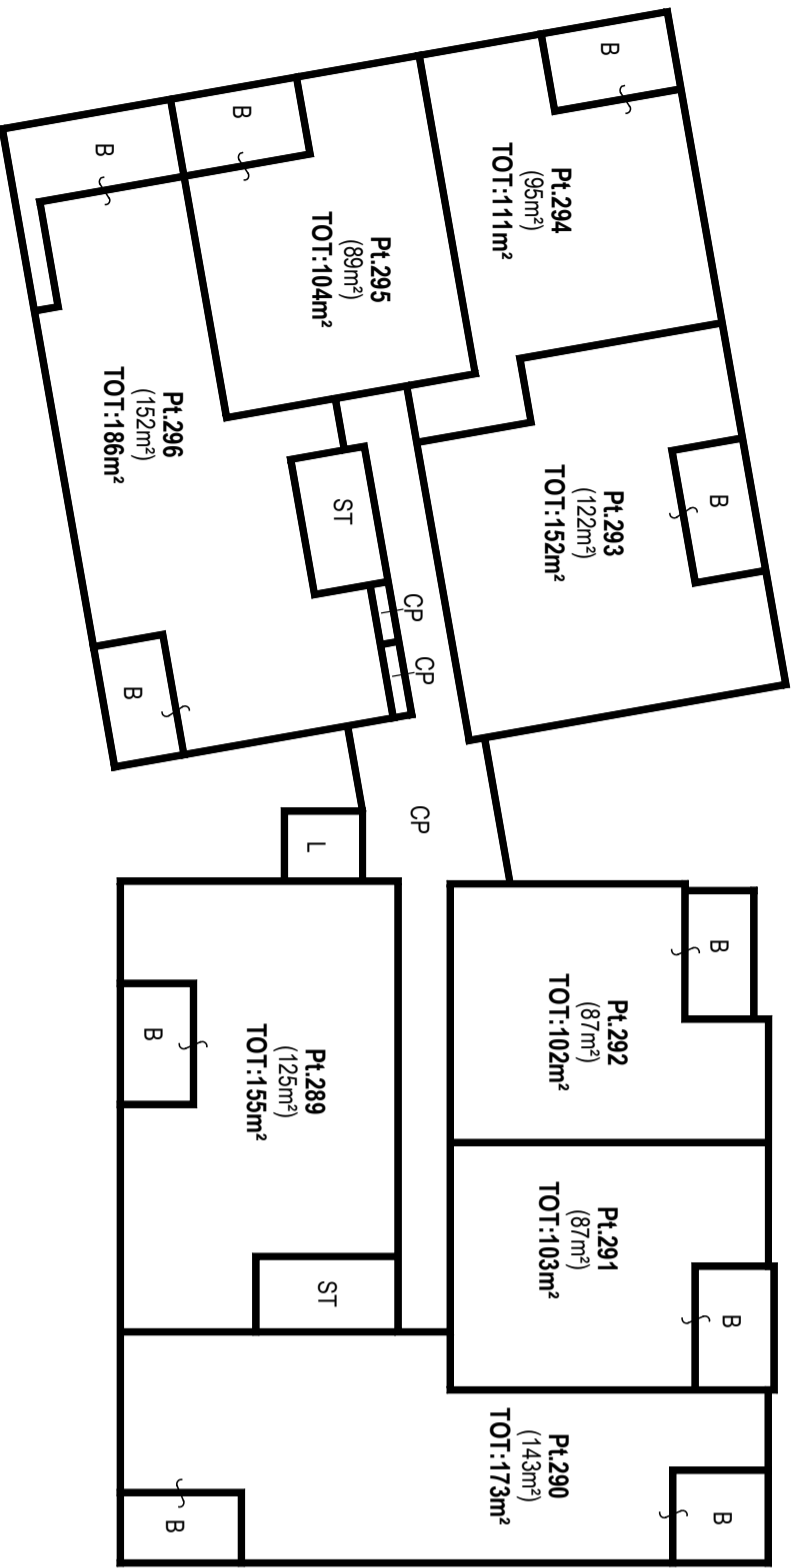 B
Pt.294
(95m²)
TOT:111m²
B
Pt.295
(89m²)
TOT:104m²
B
Pt.296
(152m²)
TOT:186m²
B
Pt.293
(122m²)
TOT:152m²
ST
CP
CP
B
CP
L
B
Pt.292
(87m²)
TOT:102m²
B
Pt.289
(125m²)
TOT:155m²
Pt.291
(87m²)
TOT:103m²
B
ST
Pt.290
(143m²)
TOT:173m²
B
B